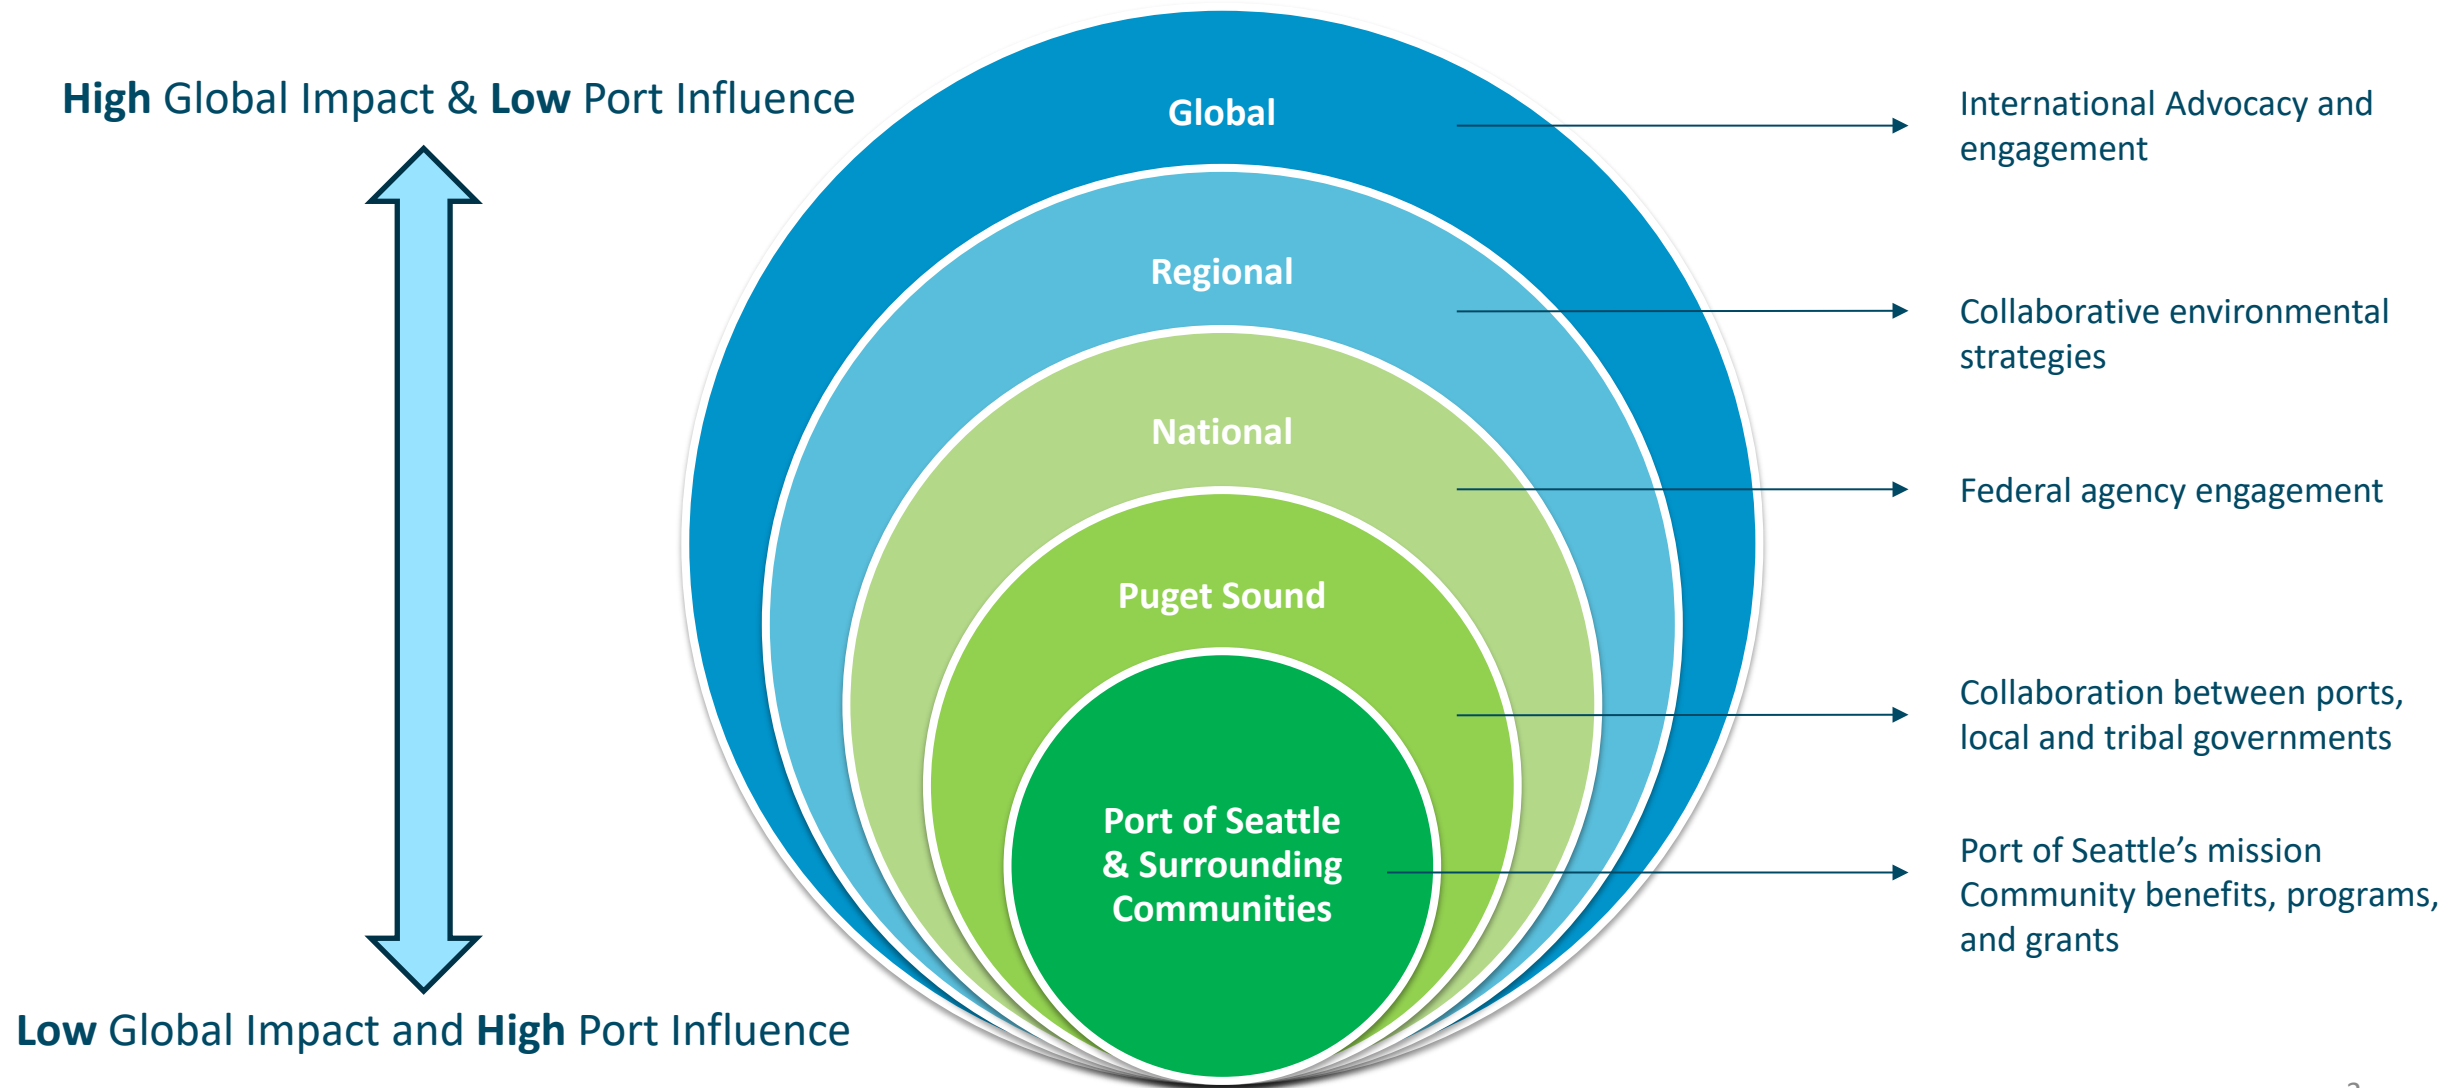 High Global Impact & Low Port Influence
Global
International Advocacy and
engagement
Regional
Collaborative environmental
strategies
National
Federal agency engagement
Puget Sound
Collaboration between ports,
local and tribal governments
Port of Seattle
& Surrounding
Communities
Port of Seattle’s mission
Community benefits, programs,
and grants
Low Global Impact and High Port Influence